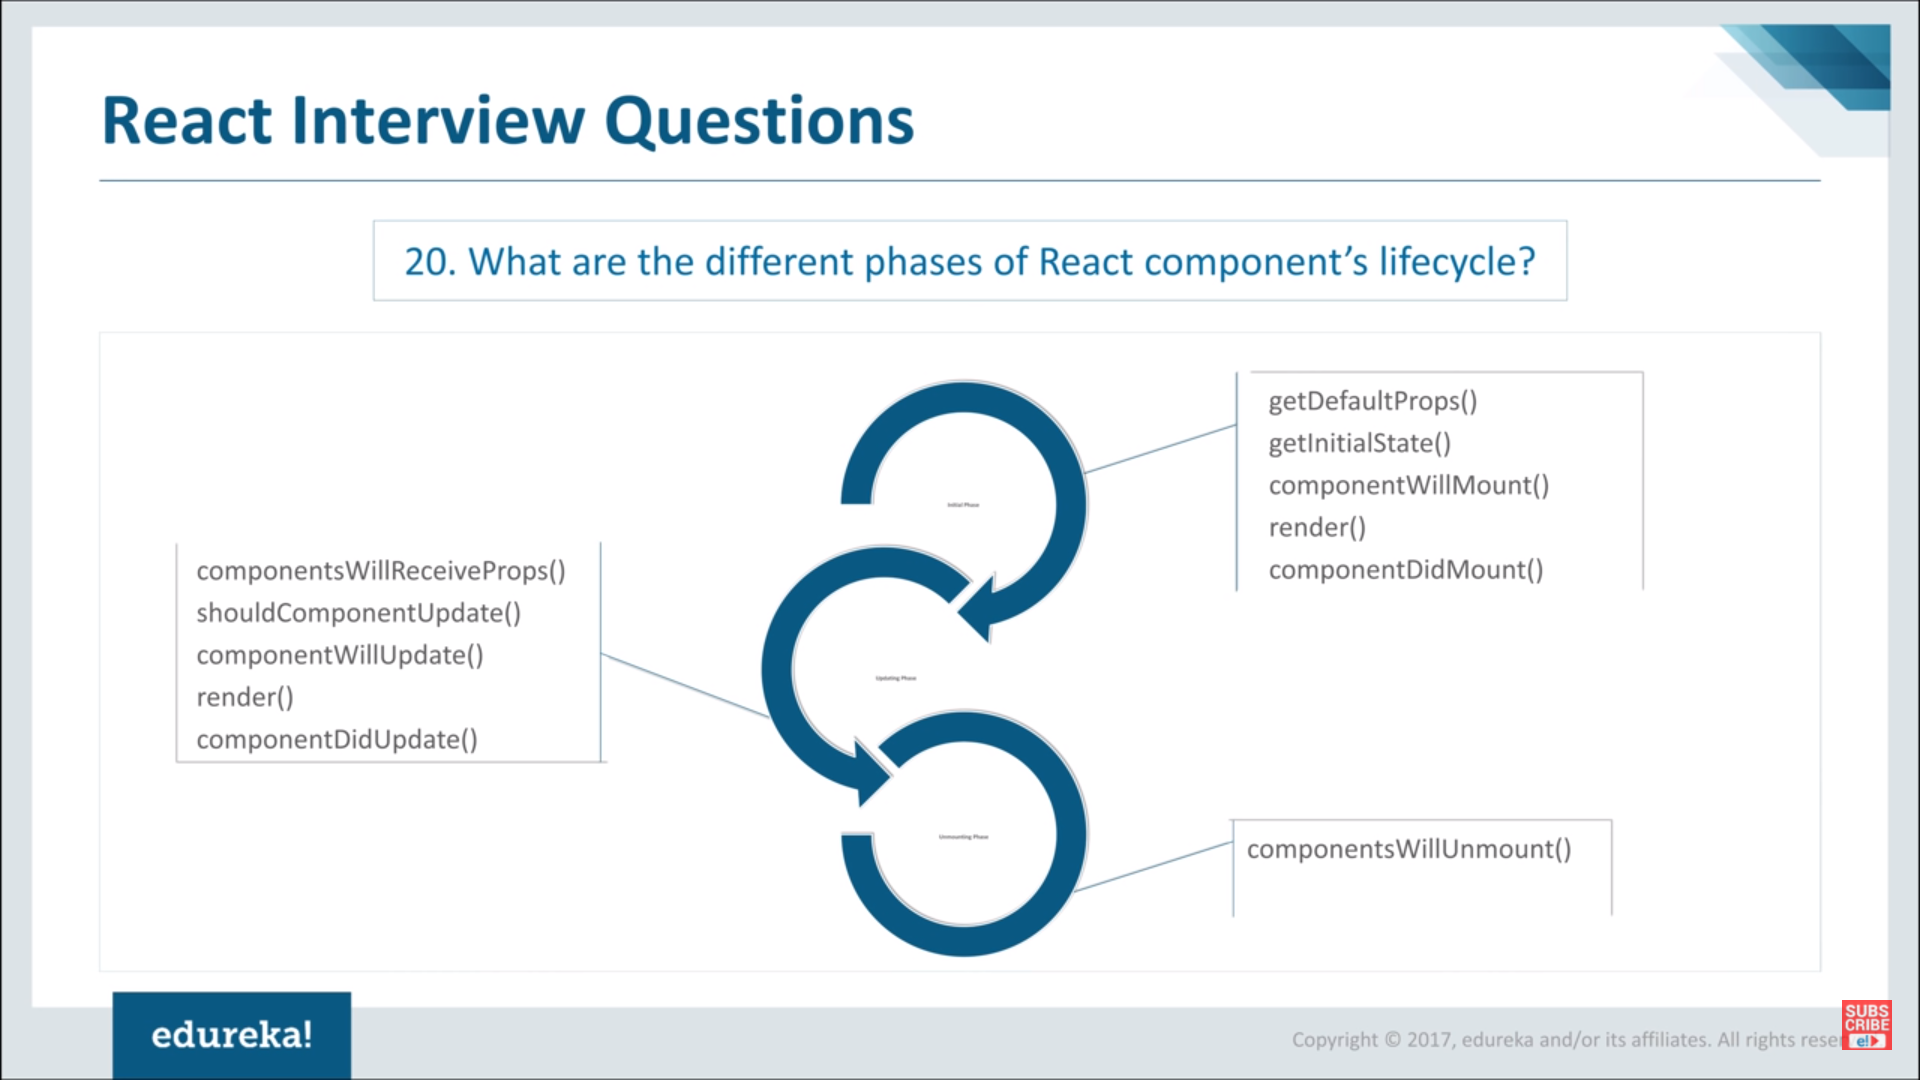 React Interview Questions
20. What are the different phases of React component’s lifecycle?
getDefaultProps()
getInitialState()
componentWillMount()
render()
componentDidMount()
Initial Phase
componentsWillReceiveProps()
shouldComponentUpdate()
componentWillUpdate()
render()
componentDidUpdate()
Updating Phase
Unmounting Phase
componentsWillUnmount()
edureka!
Copyright © 2017, edureka and/or its affiliates. All rights reser
SUBS
CRIBE
e!